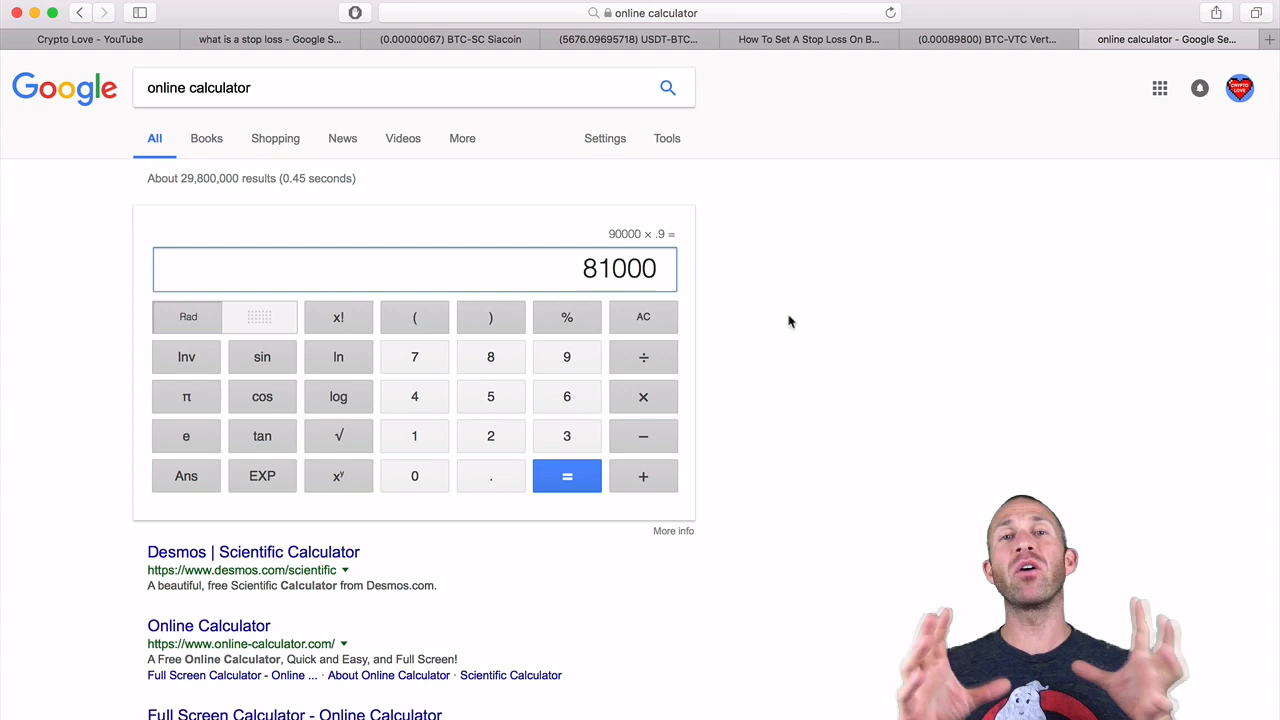 online calculator
Crypto Love - YouTube
what is a stop loss - Google S...
(0.00000067) BTC-SC Siacoin
(5676.09695718) USDT-BTC...
How To Set A Stop Loss On B...
(0.00089800) BTC-VTC Vert...
online calculator - Google Se...
Google
online calculator
CRYPTO
LOVE
All Books Shopping News Videos More Settings Tools
About 29,800,000 results (0.45 seconds)
90000 × .9 =
81000
Rad x! ( ) % AC
Inv sin ln 7 8 9 ÷
π cos log 4 5 6 ×
e tan √ 1 2 3 −
Ans EXP xʸ 0 . = +
More info
Desmos | Scientific Calculator
https://www.desmos.com/scientific
A beautiful, free Scientific Calculator from Desmos.com.
Online Calculator
https://www.online-calculator.com/
A Free Online Calculator, Quick and Easy, and Full Screen!
Full Screen Calculator - Online ... · About Online Calculator · Scientific Calculator
Full Screen Calculator - Online Calculator